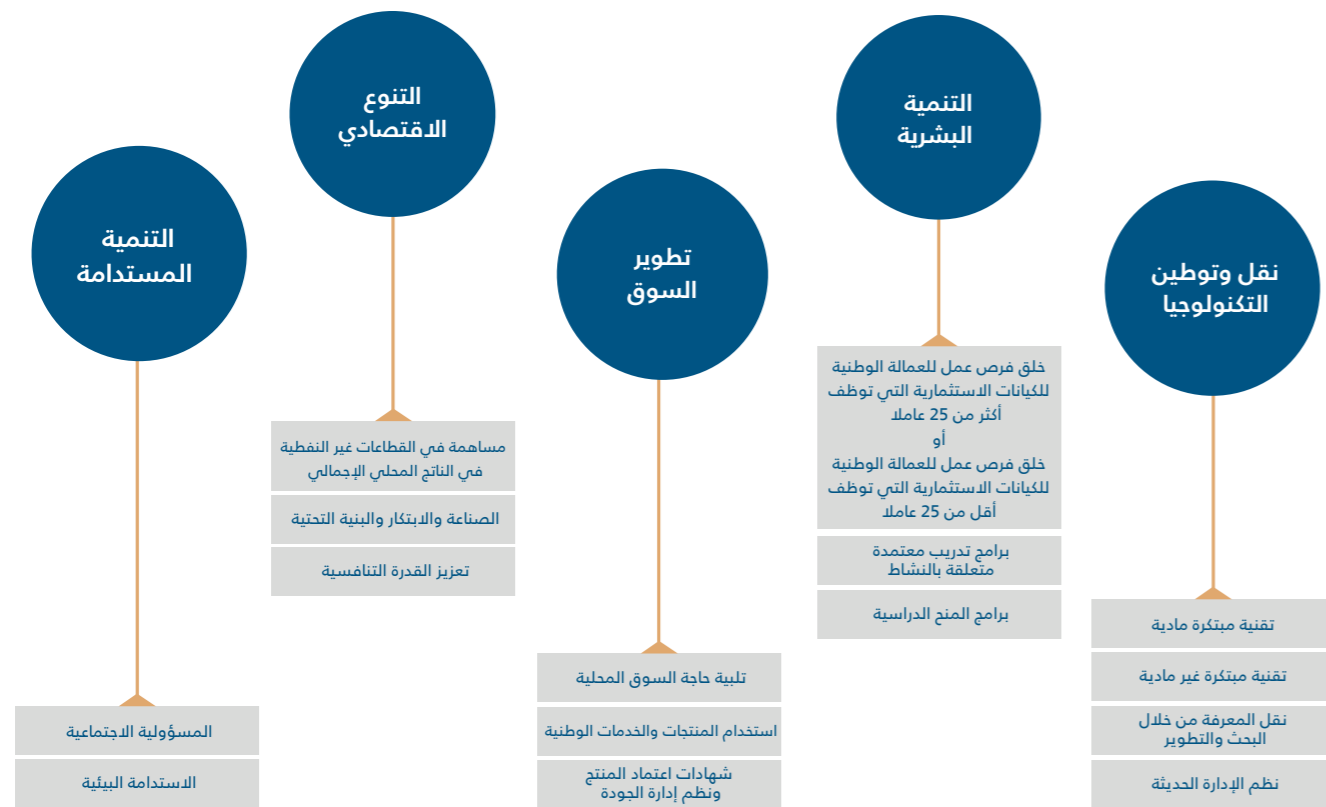 نقل وتوطين
التكنولوجيا
تقنية مبتكرة مادية
تقنية مبتكرة غير مادية
نقل المعرفة من خلال
البحث والتطوير
نظم الإدارة الحديثة
التنمية
البشرية
خلق فرص عمل للعمالة الوطنية
للكيانات الاستثمارية التي توظف
أكثر من 25 عاملا
أو
خلق فرص عمل للعمالة الوطنية
للكيانات الاستثمارية التي توظف
أقل من 25 عاملا
برامج تدريب معتمدة
متعلقة بالنشاط
برامج المنح الدراسية
تطوير
السوق
تلبية حاجة السوق المحلية
استخدام المنتجات والخدمات الوطنية
شهادات اعتماد المنتج
ونظم إدارة الجودة
التنوع
الاقتصادي
مساهمة في القطاعات غير النفطية
في الناتج المحلي الإجمالي
الصناعة والابتكار والبنية التحتية
تعزيز القدرة التنافسية
التنمية
المستدامة
المسؤولية الاجتماعية
الاستدامة البيئية